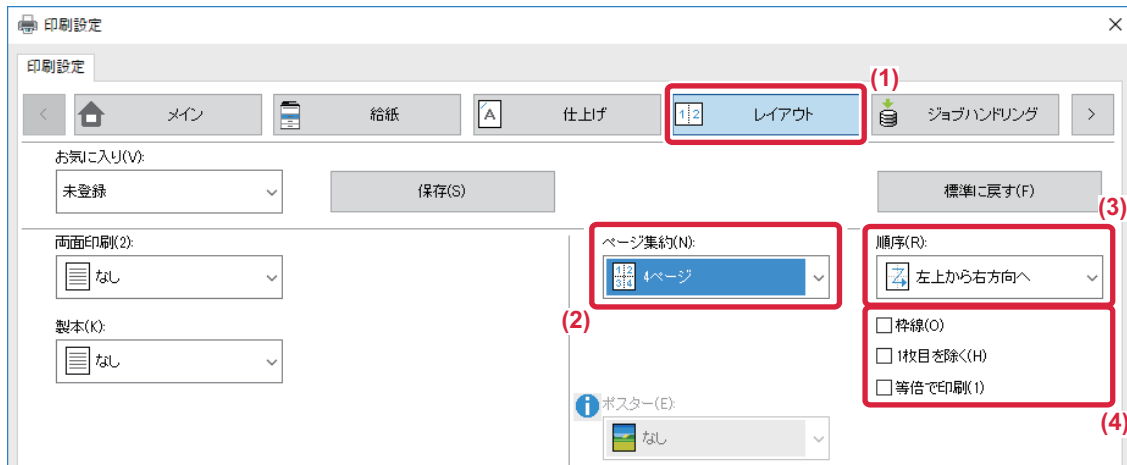 印刷設定
印刷設定
(1)
メイン
給紙
仕上げ
レイアウト
ジョブハンドリング
お気に入り(V):
未登録
保存(S)
標準に戻す(F)
(3)
両面印刷(2):
なし
ページ集約(N):
4ページ
順序(R):
左上から右方向へ
(2)
製本(K):
なし
枠線(O)
1枚目を除く(H)
等倍で印刷(1)
(4)
ポスター(E):
なし